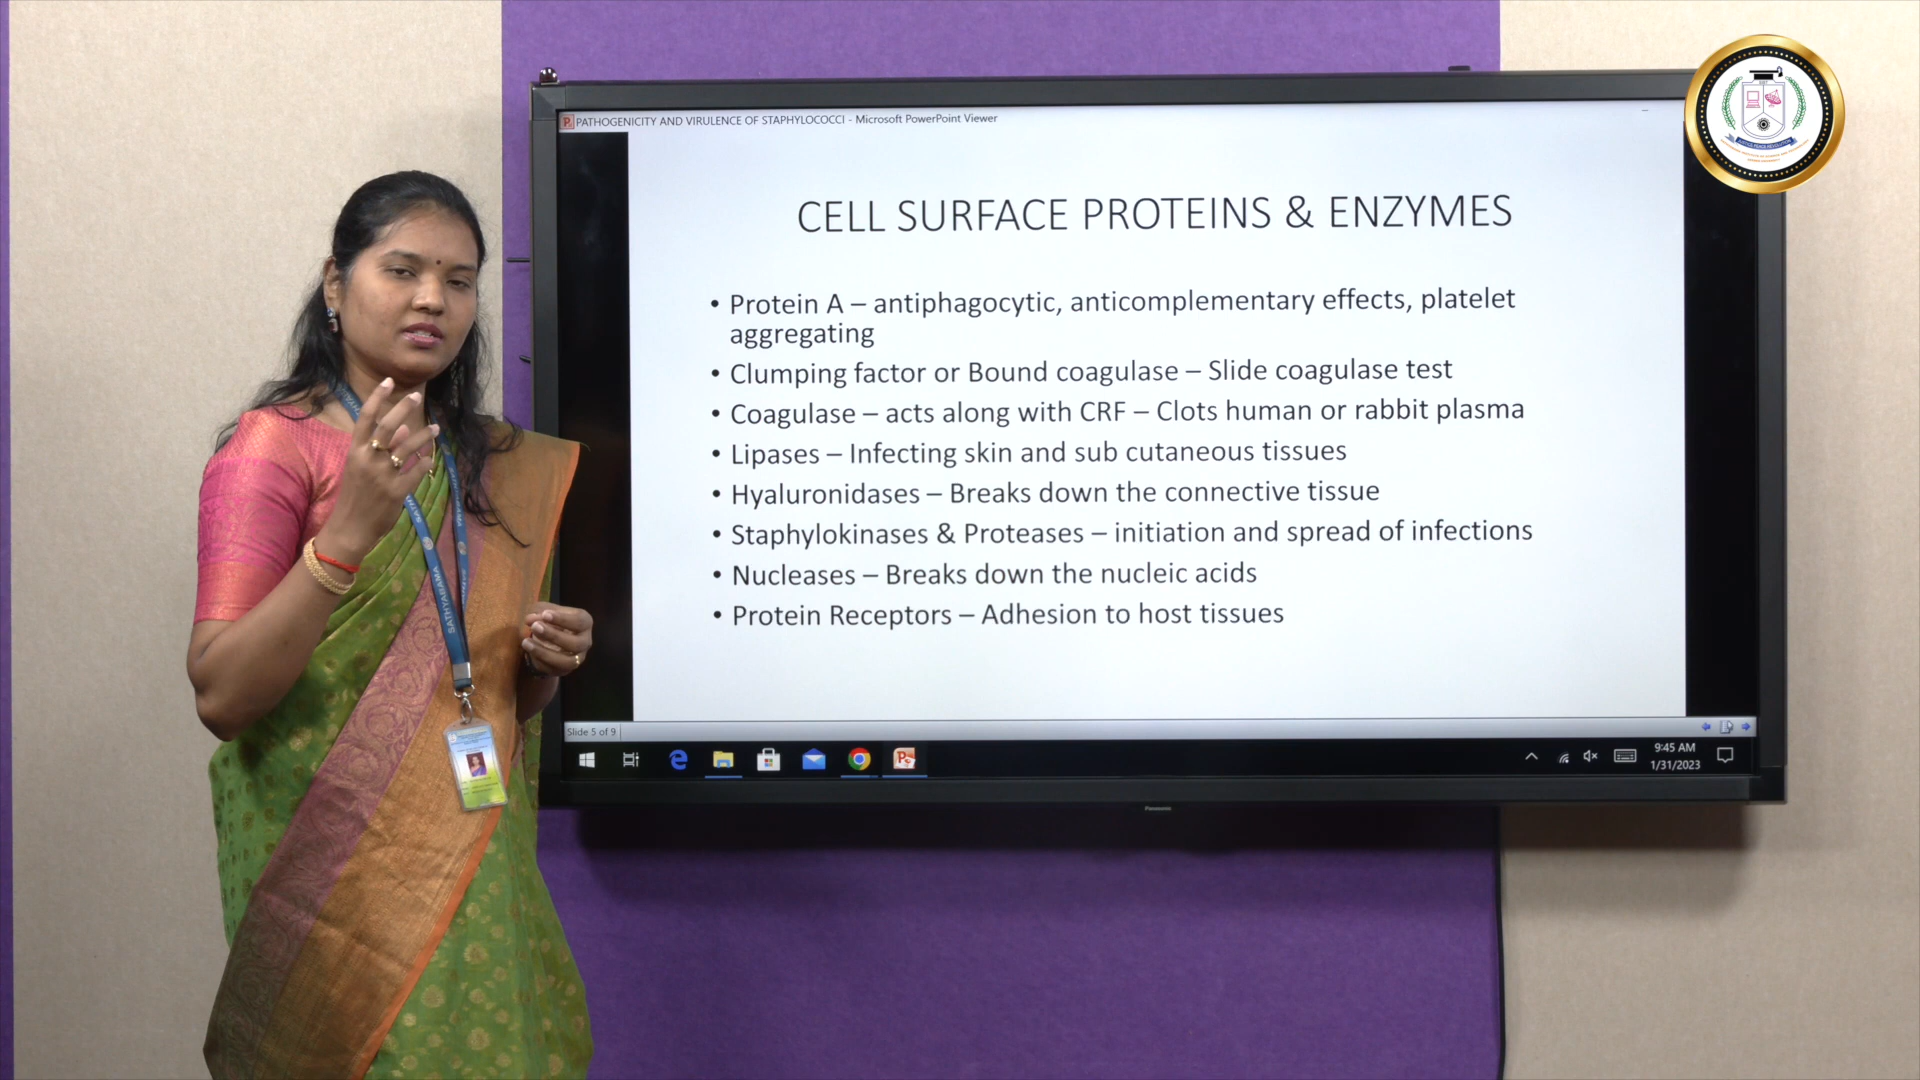 PATHOGENICITY AND VIRULENCE OF STAPHYLOCOCCI - Microsoft PowerPoint Viewer
CELL SURFACE PROTEINS & ENZYMES
• Protein A – antiphagocytic, anticomplementary effects, platelet
aggregating
• Clumping factor or Bound coagulase – Slide coagulase test
• Coagulase – acts along with CRF – Clots human or rabbit plasma
• Lipases – Infecting skin and sub cutaneous tissues
• Hyaluronidases – Breaks down the connective tissue
• Staphylokinases & Proteases – initiation and spread of infections
• Nucleases – Breaks down the nucleic acids
• Protein Receptors – Adhesion to host tissues
Slide 5 of 9
9:45 AM
1/31/2023
Panasonic
SATHYABAMA